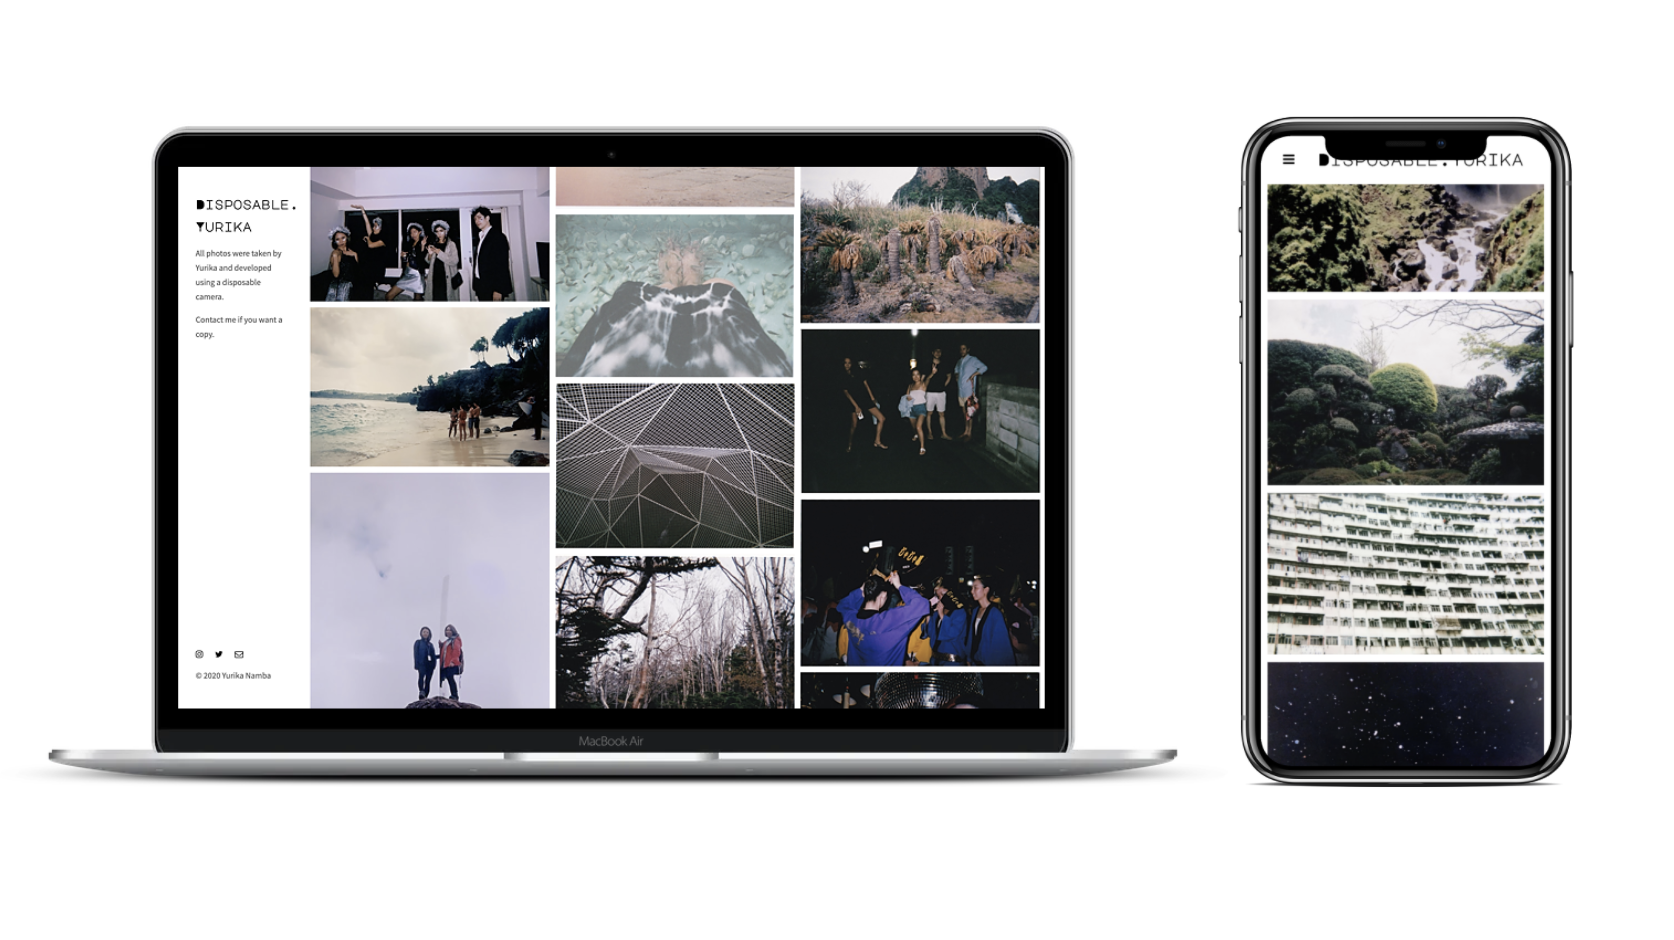 DISPOSABLE.
YURIKA
All photos were taken by
Yurika and developed
using a disposable
camera.
Contact me if you want a
copy.
© 2020 Yurika Namba
MacBook Air
DISPOSABLE.YURIKA